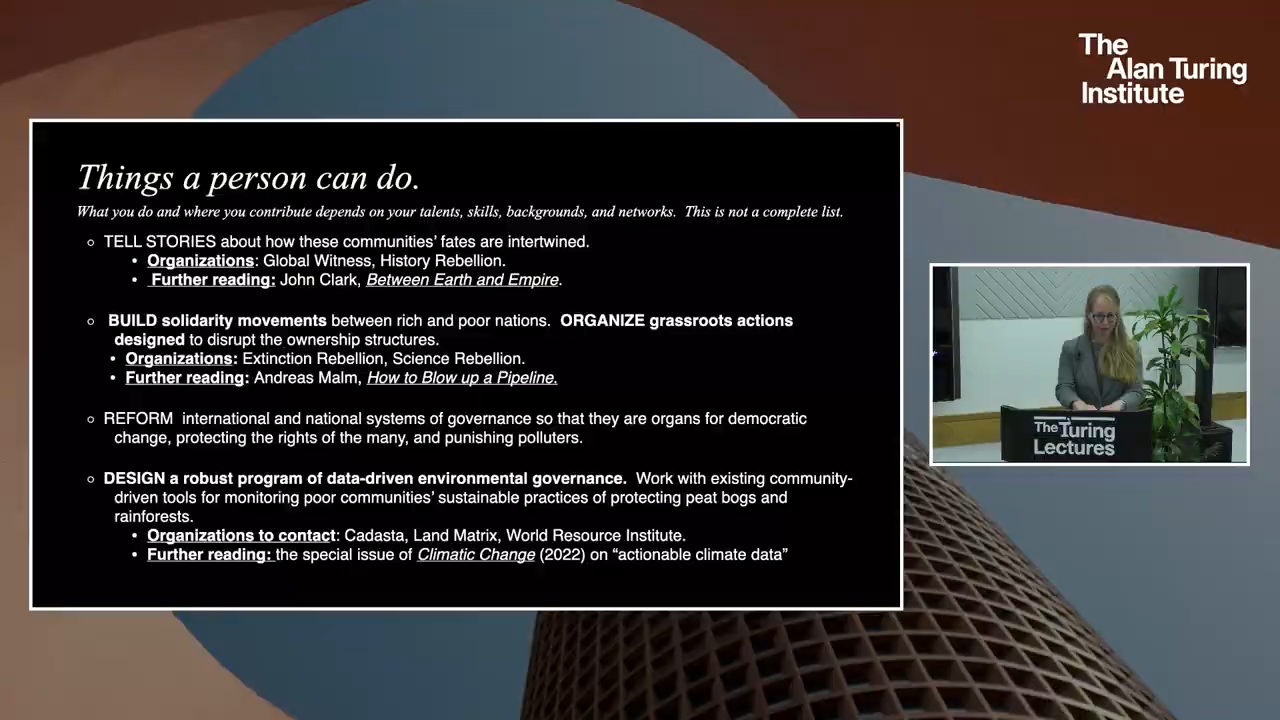 The
Alan Turing
Institute
Things a person can do.
What you do and where you contribute depends on your talents, skills, backgrounds, and networks.  This is not a complete list.
○ TELL STORIES about how these communities’ fates are intertwined.
• Organizations: Global Witness, History Rebellion.
• Further reading: John Clark, Between Earth and Empire.
○ BUILD solidarity movements between rich and poor nations.  ORGANIZE grassroots actions
designed to disrupt the ownership structures.
• Organizations: Extinction Rebellion, Science Rebellion.
• Further reading: Andreas Malm, How to Blow up a Pipeline.
○ REFORM  international and national systems of governance so that they are organs for democratic
change, protecting the rights of the many, and punishing polluters.
○ DESIGN a robust program of data-driven environmental governance.  Work with existing community-
driven tools for monitoring poor communities’ sustainable practices of protecting peat bogs and
rainforests.
• Organizations to contact: Cadasta, Land Matrix, World Resource Institute.
• Further reading: the special issue of Climatic Change (2022) on “actionable climate data”
The Turing
Lectures